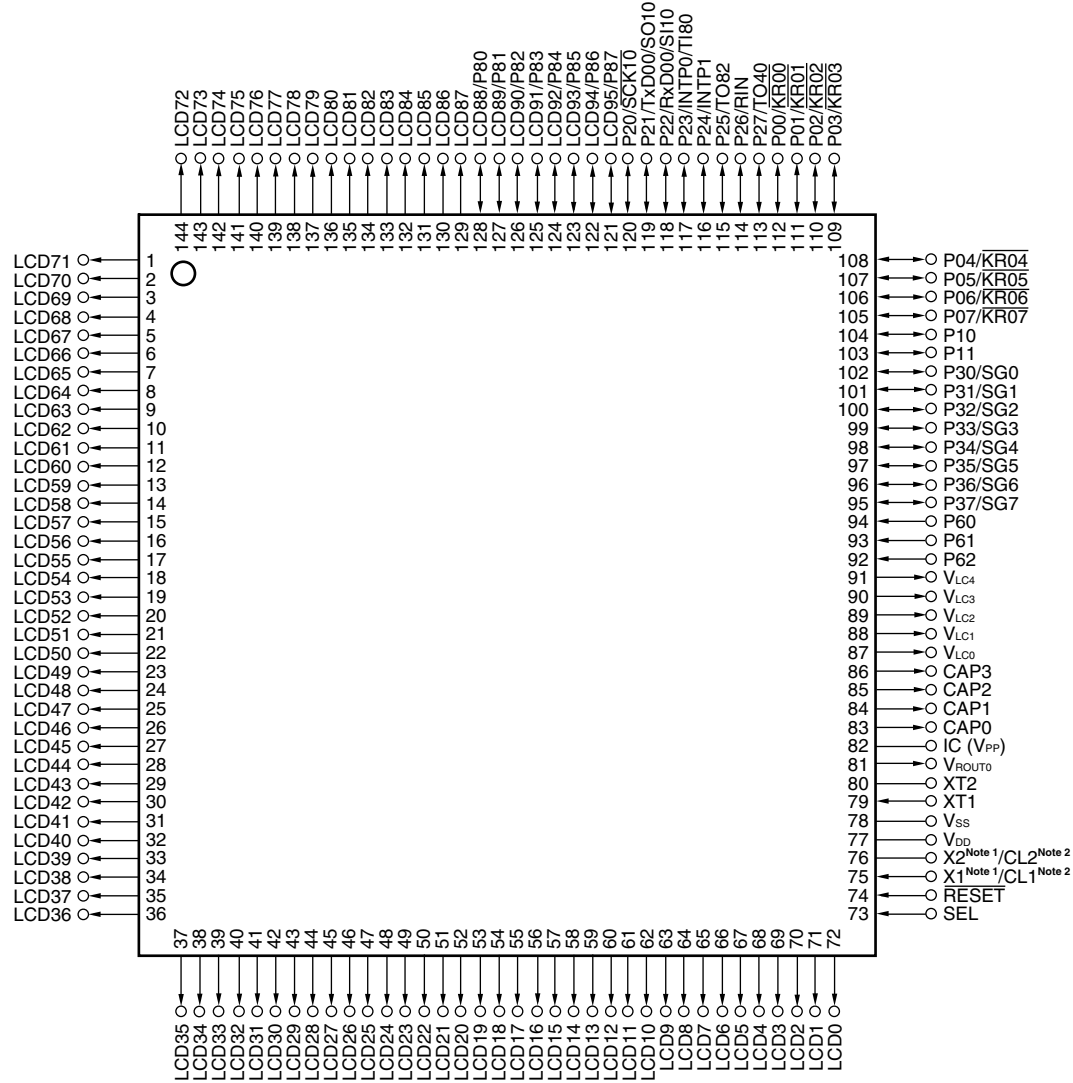 LCD72
LCD73
LCD74
LCD75
LCD76
LCD77
LCD78
LCD79
LCD80
LCD81
LCD82
LCD83
LCD84
LCD85
LCD86
LCD87
LCD88/P80
LCD89/P81
LCD90/P82
LCD91/P83
LCD92/P84
LCD93/P85
LCD94/P86
LCD95/P87
P20/SCK10
P21/TxD00/SO10
P22/RxD00/SI10
P23/INTP0/TI80
P24/INTP1
P25/TO82
P26/RIN
P27/TO40
P00/KR00
P01/KR01
P02/KR02
P03/KR03
144
143
142
141
140
139
138
137
136
135
134
133
132
131
130
129
128
127
126
125
124
123
122
121
120
119
118
117
116
115
114
113
112
111
110
109
LCD71 1
LCD70 2
LCD69 3
LCD68 4
LCD67 5
LCD66 6
LCD65 7
LCD64 8
LCD63 9
LCD62 10
LCD61 11
LCD60 12
LCD59 13
LCD58 14
LCD57 15
LCD56 16
LCD55 17
LCD54 18
LCD53 19
LCD52 20
LCD51 21
LCD50 22
LCD49 23
LCD48 24
LCD47 25
LCD46 26
LCD45 27
LCD44 28
LCD43 29
LCD42 30
LCD41 31
LCD40 32
LCD39 33
LCD38 34
LCD37 35
LCD36 36
108 P04/KR04
107 P05/KR05
106 P06/KR06
105 P07/KR07
104 P10
103 P11
102 P30/SG0
101 P31/SG1
100 P32/SG2
99 P33/SG3
98 P34/SG4
97 P35/SG5
96 P36/SG6
95 P37/SG7
94 P60
93 P61
92 P62
91 VLC4
90 VLC3
89 VLC2
88 VLC1
87 VLC0
86 CAP3
85 CAP2
84 CAP1
83 CAP0
82 IC (VPP)
81 VROUT0
80 XT2
79 XT1
78 VSS
77 VDD
76 X2Note 1/CL2Note 2
75 X1Note 1/CL1Note 2
74 RESET
73 SEL
37
38
39
40
41
42
43
44
45
46
47
48
49
50
51
52
53
54
55
56
57
58
59
60
61
62
63
64
65
66
67
68
69
70
71
72
LCD35
LCD34
LCD33
LCD32
LCD31
LCD30
LCD29
LCD28
LCD27
LCD26
LCD25
LCD24
LCD23
LCD22
LCD21
LCD20
LCD19
LCD18
LCD17
LCD16
LCD15
LCD14
LCD13
LCD12
LCD11
LCD10
LCD9
LCD8
LCD7
LCD6
LCD5
LCD4
LCD3
LCD2
LCD1
LCD0